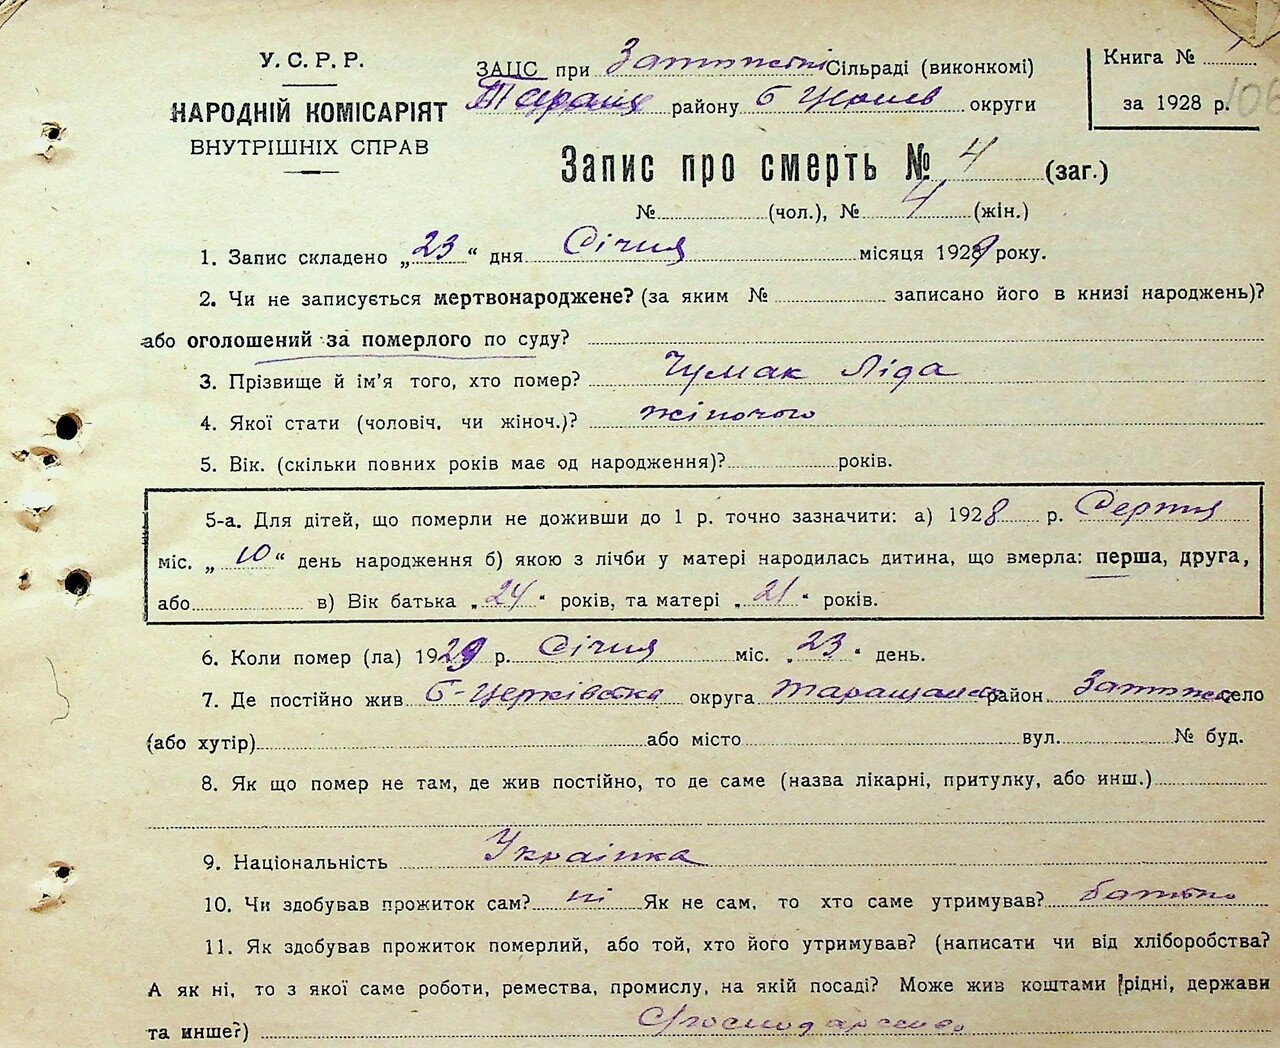 У. С. Р. Р.
НАРОДНІЙ КОМІСАРІЯТ
ВНУТРІШНІХ СПРАВ
ЗАЦС при Сільраді (виконкомі)
району б Церкев округи
Книга №
за 1928 р. 106
Запис про смерть № 4 (заг.)
№ (чол.), № 4 (жін.)
1. Запис складено „23“ дня Січня місяця 1929 року.
2. Чи не записується мертвонароджене? (за яким № записано його в книзі народжень)?
або оголошений за померлого по суду?
3. Прізвище й ім'я того, хто помер? Чумак Ліда
4. Якої стати (чоловіч. чи жіноч.)? жіночого
5. Вік. (скільки повних років має од народження)? років.
5-а. Для дітей, що померли не доживши до 1 р. точно зазначити: а) 1928 р. Серпня
міс. „10“ день народження б) якою з лічби у матері народилась дитина, що вмерла: перша, друга,
або в) Вік батька „24“ років, та матері „21“ років.
6. Коли помер (ла) 1929 р. Січня міс. „23“ день.
7. Де постійно жив Б-Церківська округа район село
(або хутір) або місто вул. № буд.
8. Як що помер не там, де жив постійно, то де саме (назва лікарні, притулку, або инш.)
9. Національність Українка
10. Чи здобував прожиток сам? ні Як не сам, то хто саме утримував? батько
11. Як здобував прожиток померлий, або той, хто його утримував? (написати чи від хліборобства?
А як ні, то з якої саме роботи, ремества, промислу, на якій посаді? Може жив коштами рідні, держави
та инше?)